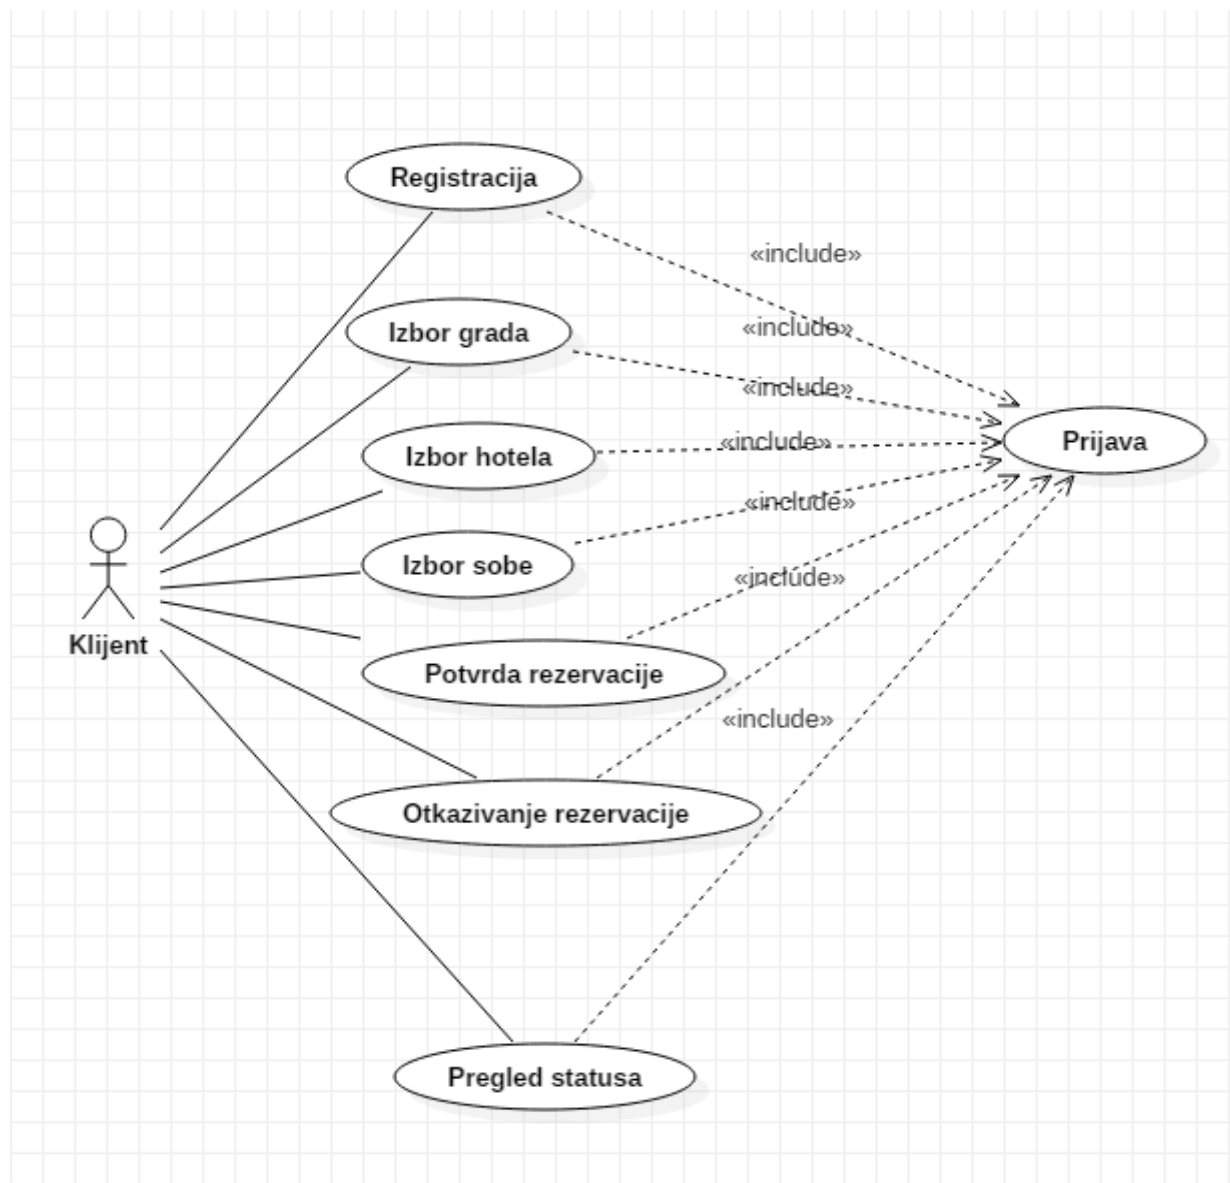 Registracija
«include»
«include»
Izbor grada
«include»
Izbor hotela
«include»
Prijava
«include»
Izbor sobe
«include»
Klijent
Potvrda rezervacije
«include»
Otkazivanje rezervacije
Pregled statusa